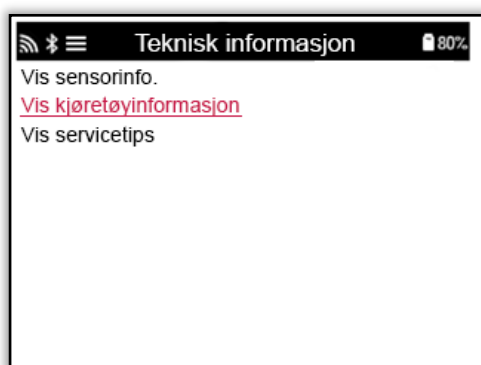 Teknisk informasjon 80%
Vis sensorinfo.
Vis kjøretøyinformasjon
Vis servicetips